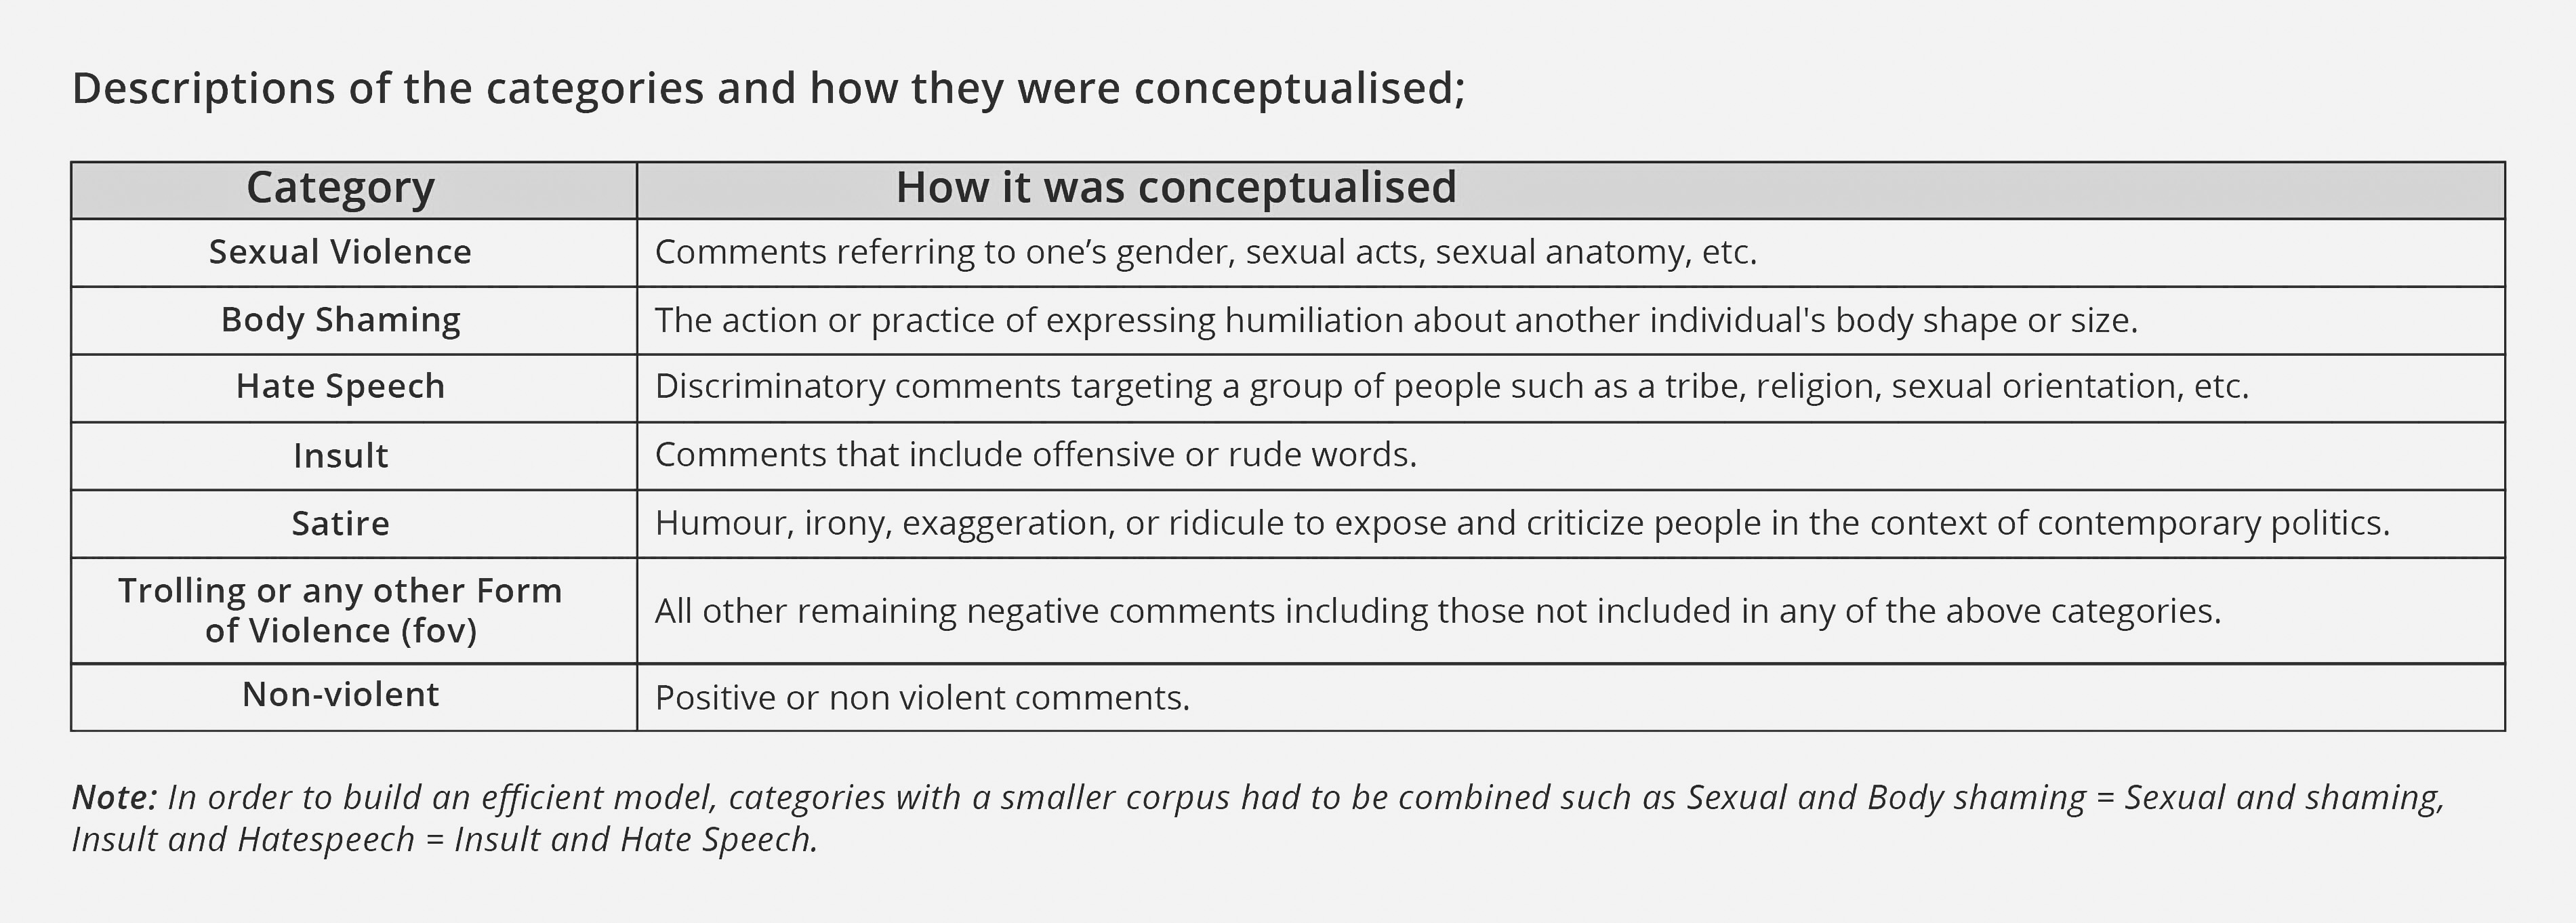 Descriptions of the categories and how they were conceptualised;
Category How it was conceptualised
Sexual Violence Comments referring to one’s gender, sexual acts, sexual anatomy, etc.
Body Shaming The action or practice of expressing humiliation about another individual's body shape or size.
Hate Speech Discriminatory comments targeting a group of people such as a tribe, religion, sexual orientation, etc.
Insult Comments that include offensive or rude words.
Satire Humour, irony, exaggeration, or ridicule to expose and criticize people in the context of contemporary politics.
Trolling or any other Form
of Violence (fov)
All other remaining negative comments including those not included in any of the above categories.
Non-violent Positive or non violent comments.
Note: In order to build an efficient model, categories with a smaller corpus had to be combined such as Sexual and Body shaming = Sexual and shaming,
Insult and Hatespeech = Insult and Hate Speech.